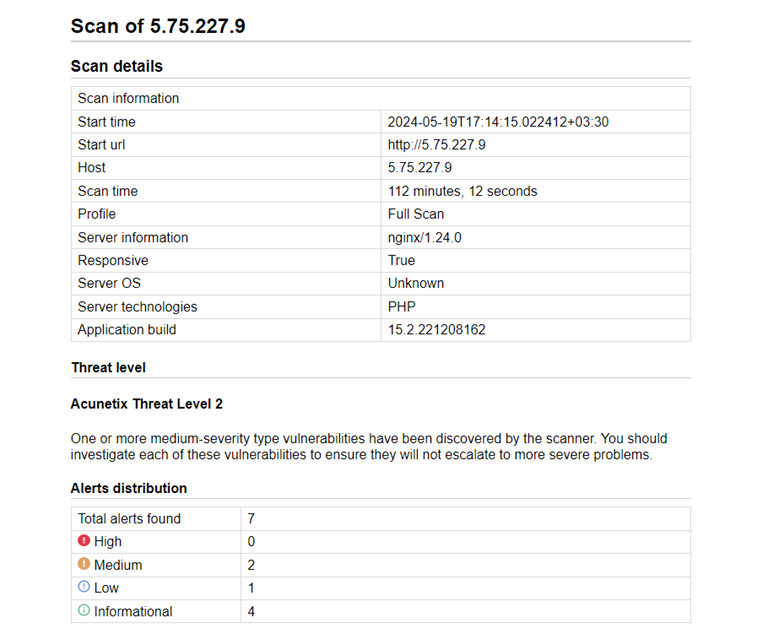 Scan of 5.75.227.9
Scan details
Scan information
Start time 2024-05-19T17:14:15.022412+03:30
Start url http://5.75.227.9
Host 5.75.227.9
Scan time 112 minutes, 12 seconds
Profile Full Scan
Server information nginx/1.24.0
Responsive True
Server OS Unknown
Server technologies PHP
Application build 15.2.221208162
Threat level
Acunetix Threat Level 2
One or more medium-severity type vulnerabilities have been discovered by the scanner. You should
investigate each of these vulnerabilities to ensure they will not escalate to more severe problems.
Alerts distribution
Total alerts found 7
High 0
Medium 2
Low 1
Informational 4